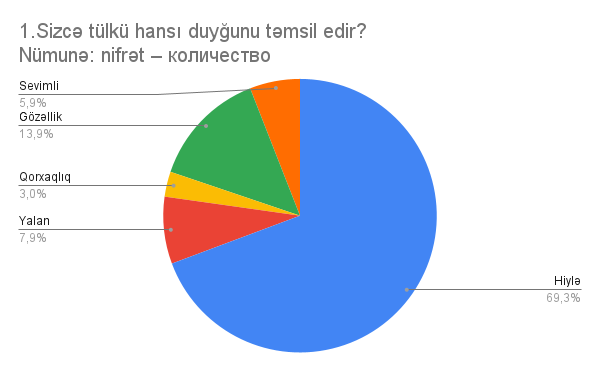 1.Sizcə tülkü hansı duyğunu təmsil edir?
Nümunə: nifrət – количество
Sevimli
5,9%
Gözəllik
13,9%
Qorxaqlıq
3,0%
Yalan
7,9%
Hiylə
69,3%